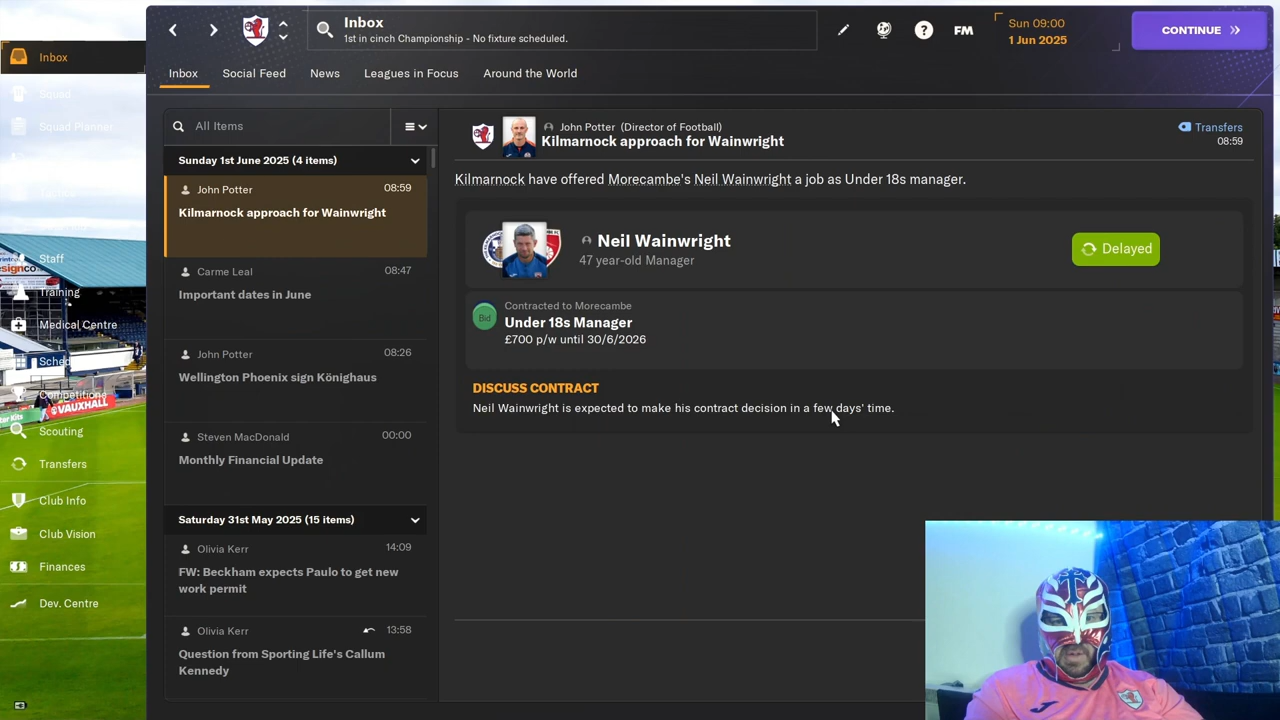 Inbox
1st in cinch Championship - No fixture scheduled.
FM
Sun 09:00
1 Jun 2025
CONTINUE
Inbox
Social Feed
News
Leagues in Focus
Around the World
Inbox
Squad
Squad Planner
Staff
Training
Medical Centre
Sched
Competitions
Scouting
Transfers
Club Info
Club Vision
Finances
Dev. Centre
VAUXHALL
All Items
Sunday 1st June 2025 (4 items)
John Potter 08:59
Kilmarnock approach for Wainwright
Carme Leal 08:47
Important dates in June
John Potter 08:26
Wellington Phoenix sign Könighaus
Steven MacDonald 00:00
Monthly Financial Update
Saturday 31st May 2025 (15 items)
Olivia Kerr 14:09
FW: Beckham expects Paulo to get new
work permit
Olivia Kerr 13:58
Question from Sporting Life's Callum
Kennedy
John Potter (Director of Football)
Kilmarnock approach for Wainwright
Transfers
08:59
Kilmarnock have offered Morecambe's Neil Wainwright a job as Under 18s manager.
Neil Wainwright
47 year-old Manager
Delayed
Bid
Contracted to Morecambe
Under 18s Manager
£700 p/w until 30/6/2026
DISCUSS CONTRACT
Neil Wainwright is expected to make his contract decision in a few days' time.